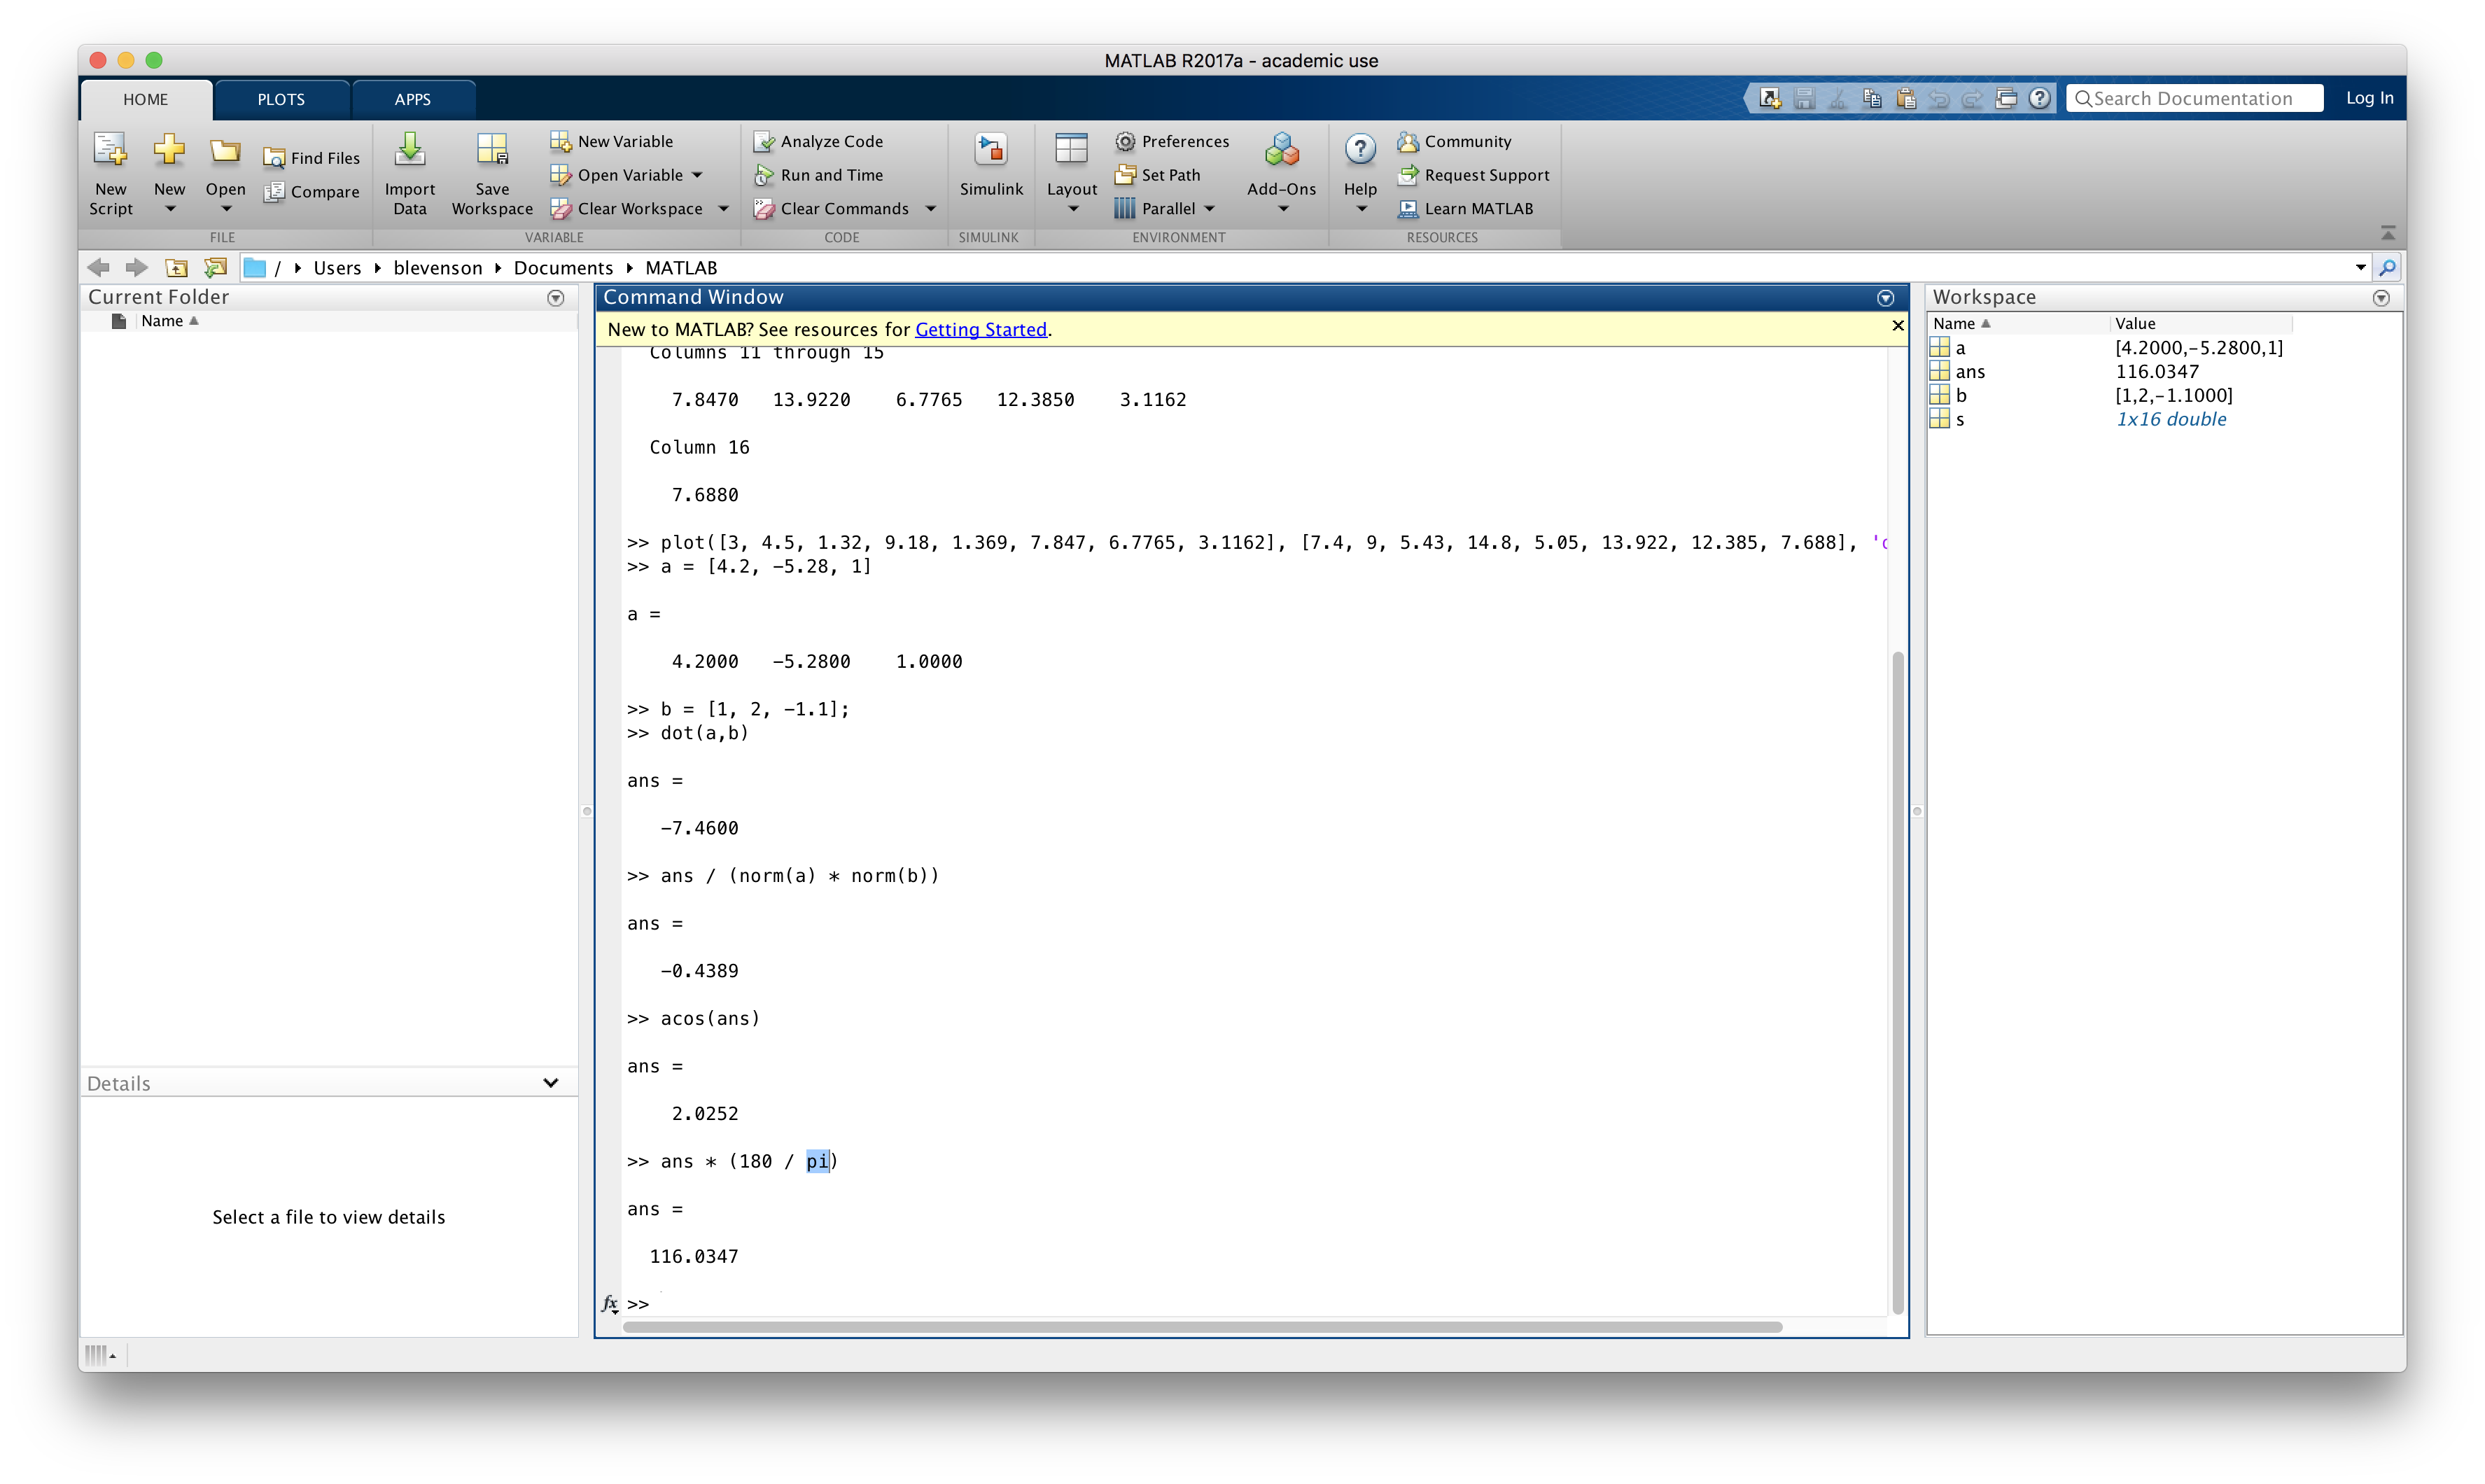 MATLAB R2017a - academic use
HOME PLOTS APPS
Search Documentation Log In
New Script
New
Open
Find Files
Compare
FILE
Import Data
Save Workspace
New Variable
Open Variable
Clear Workspace
VARIABLE
Analyze Code
Run and Time
Clear Commands
CODE
Simulink
SIMULINK
Layout
Preferences
Set Path
Parallel
Add-Ons
ENVIRONMENT
Help
Community
Request Support
Learn MATLAB
RESOURCES
/ Users blevenson Documents MATLAB
Current Folder
Name
Details
Select a file to view details
Command Window
New to MATLAB? See resources for Getting Started.
Columns 11 through 15
7.8470 13.9220 6.7765 12.3850 3.1162
Column 16
7.6880
>> plot([3, 4.5, 1.32, 9.18, 1.369, 7.847, 6.7765, 3.1162], [7.4, 9, 5.43, 14.8, 5.05, 13.922, 12.385, 7.688], '
>> a = [4.2, -5.28, 1]
a =
4.2000 -5.2800 1.0000
>> b = [1, 2, -1.1];
>> dot(a,b)
ans =
-7.4600
>> ans / (norm(a) * norm(b))
ans =
-0.4389
>> acos(ans)
ans =
2.0252
>> ans * (180 / pi)
ans =
116.0347
fx >>
Workspace
Name Value
a [4.2000,-5.2800,1]
ans 116.0347
b [1,2,-1.1000]
s 1x16 double